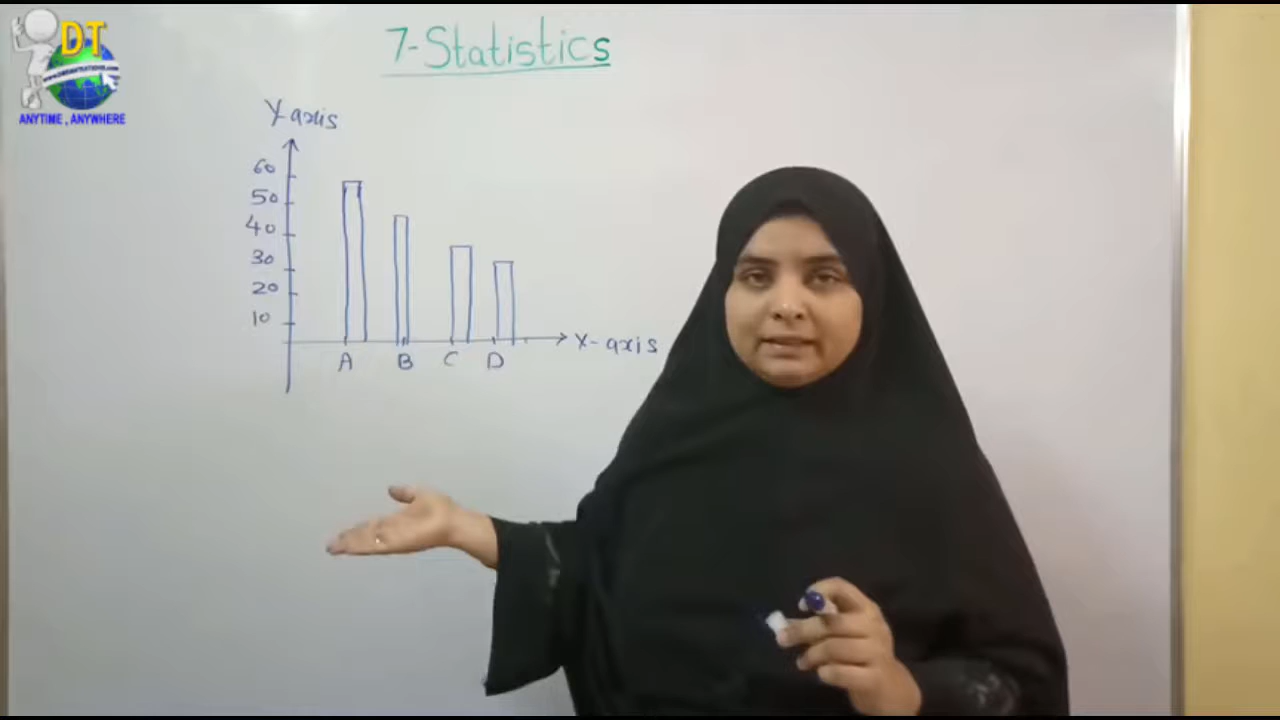 DT
ANYTIME , ANYWHERE
7-Statistics
Y-axis
60
50
40
30
20
10
A B C D
X-axis